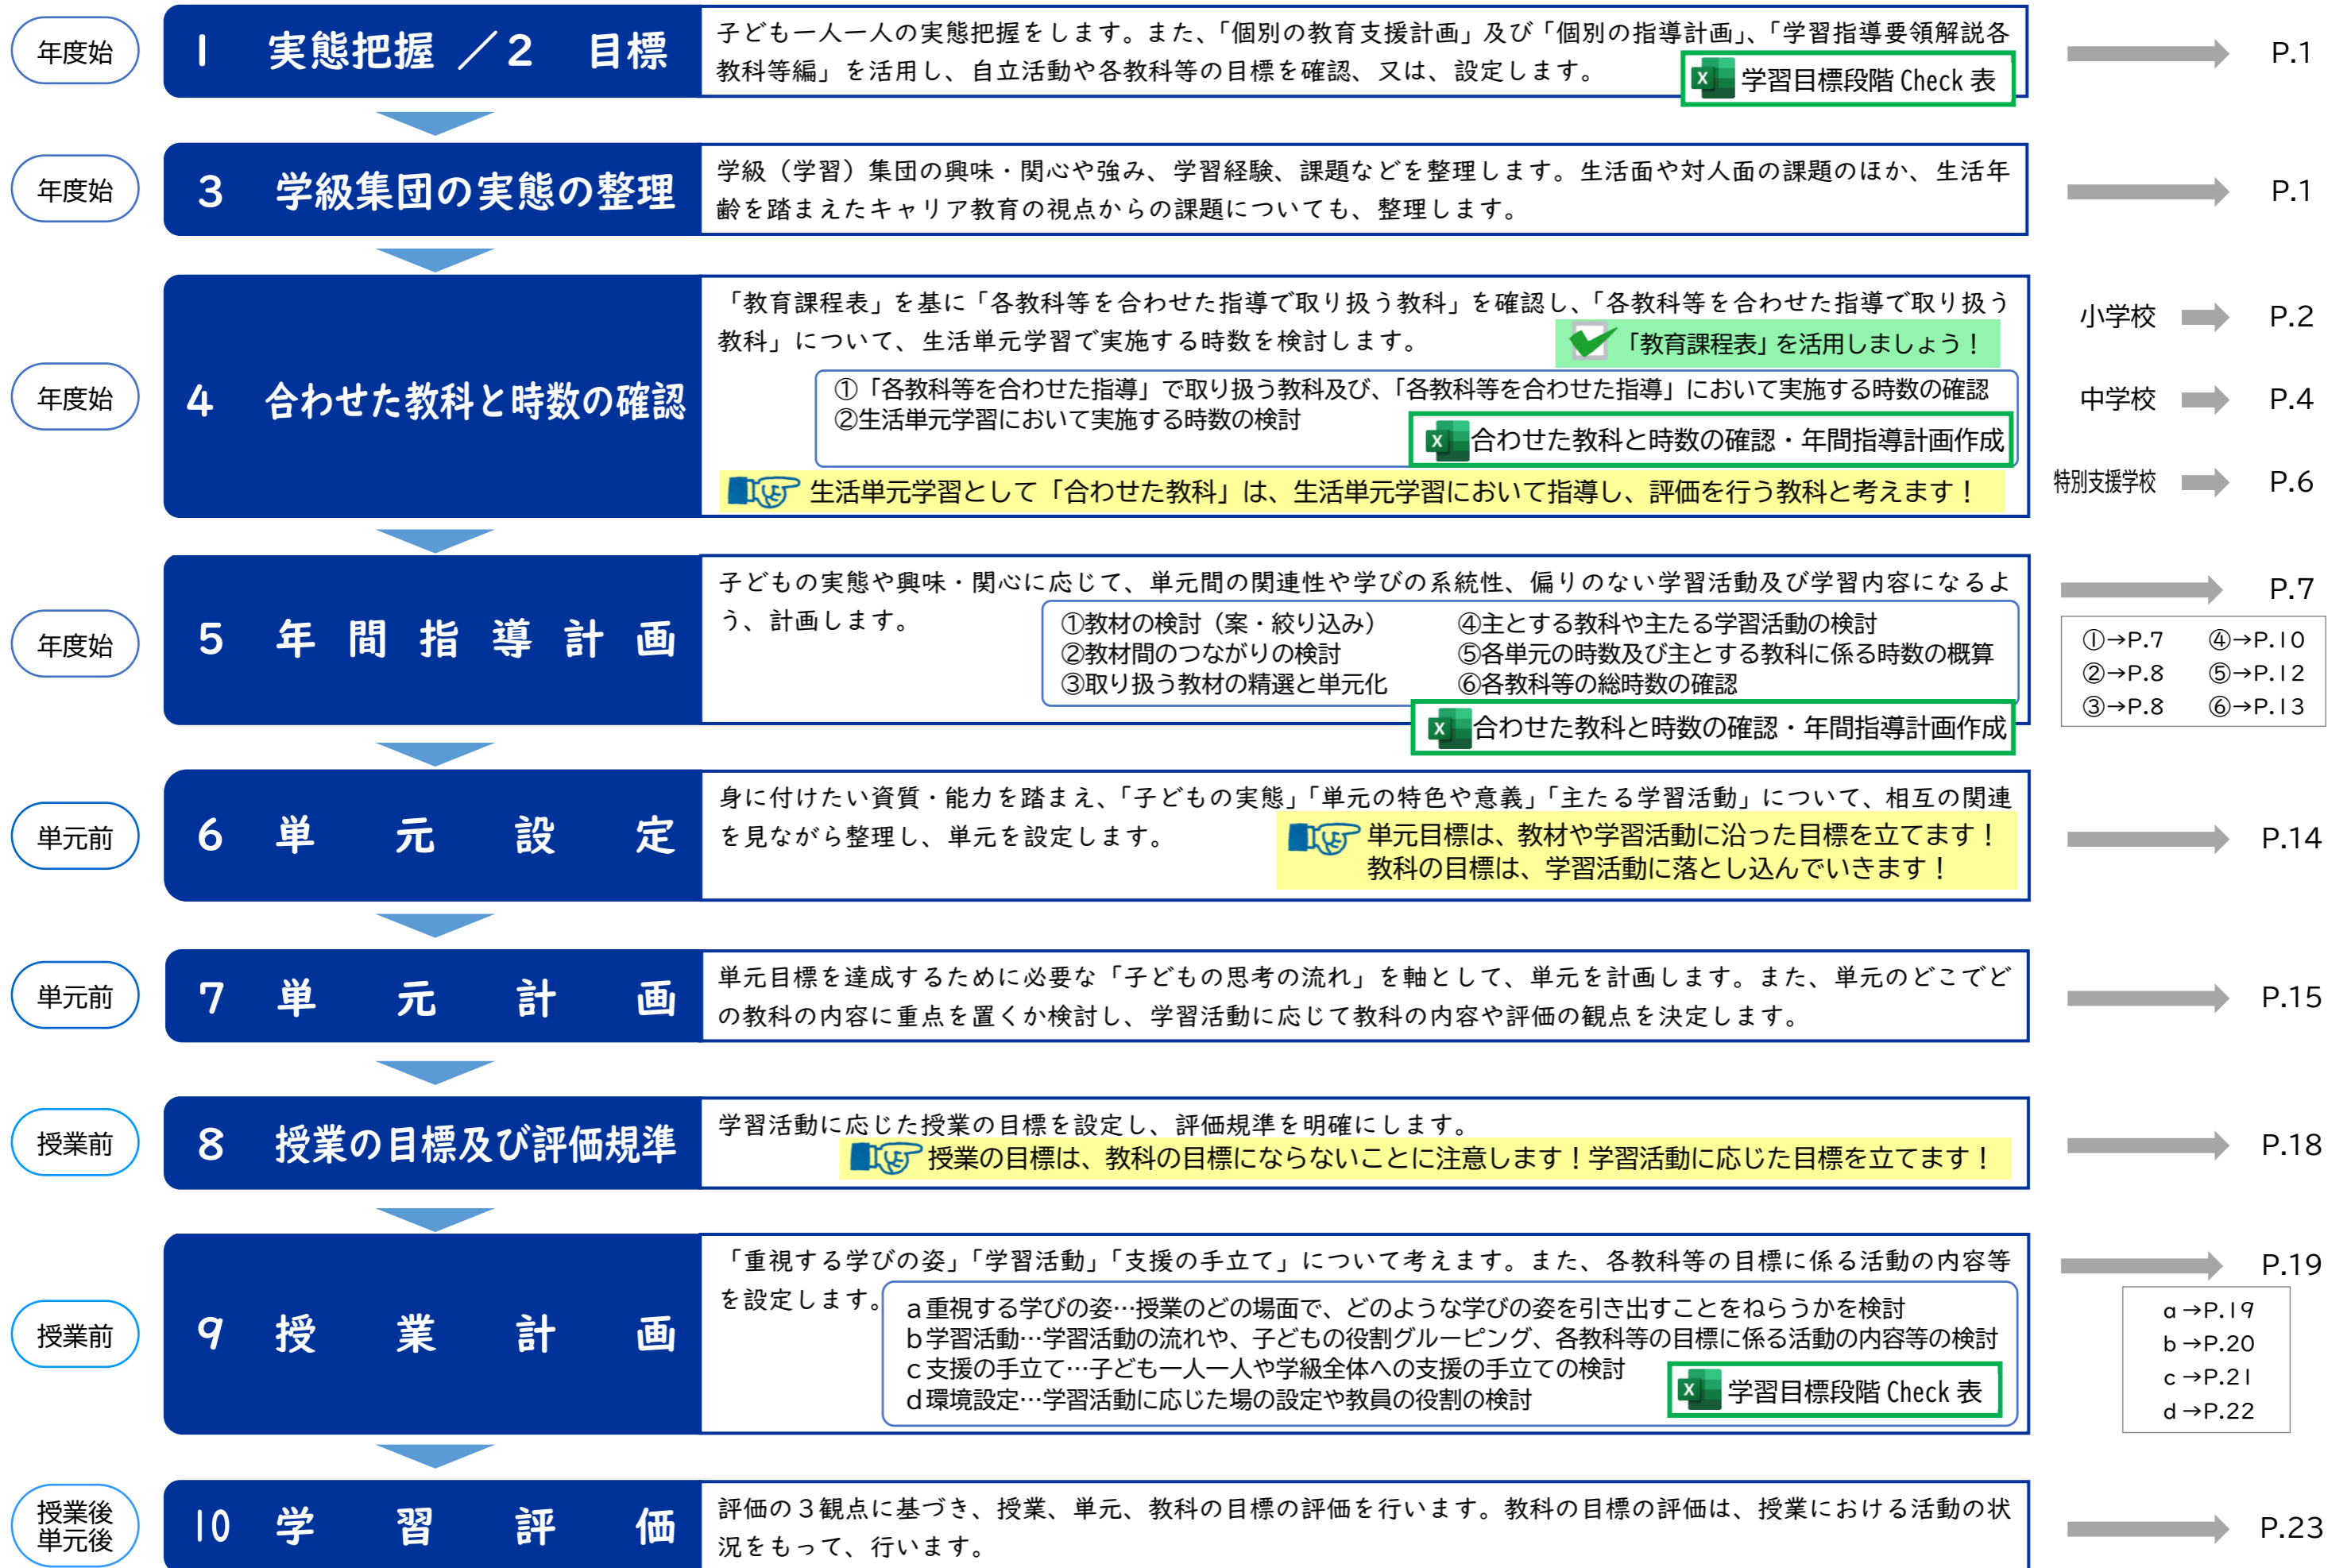 年度始
1 実態把握 ／2 目標
子ども一人一人の実態把握をします。また、「個別の教育支援計画」及び「個別の指導計画」、「学習指導要領解説各
教科等編」を活用し、自立活動や各教科等の目標を確認、又は、設定します。
学習目標段階 Check 表
P.1
年度始
3 学級集団の実態の整理
学級（学習）集団の興味・関心や強み、学習経験、課題などを整理します。生活面や対人面の課題のほか、生活年
齢を踏まえたキャリア教育の視点からの課題についても、整理します。
P.1
年度始
4 合わせた教科と時数の確認
「教育課程表」を基に「各教科等を合わせた指導で取り扱う教科」を確認し、「各教科等を合わせた指導で取り扱う
教科」について、生活単元学習で実施する時数を検討します。
「教育課程表」を活用しましょう！
①「各教科等を合わせた指導」で取り扱う教科及び、「各教科等を合わせた指導」において実施する時数の確認
②生活単元学習において実施する時数の検討
合わせた教科と時数の確認・年間指導計画作成
生活単元学習として「合わせた教科」は、生活単元学習において指導し、評価を行う教科と考えます！
小学校 P.2
中学校 P.4
特別支援学校 P.6
年度始
5 年間指導計画
子どもの実態や興味・関心に応じて、単元間の関連性や学びの系統性、偏りのない学習活動及び学習内容になるよ
う、計画します。
①教材の検討（案・絞り込み）
②教材間のつながりの検討
③取り扱う教材の精選と単元化
④主とする教科や主たる学習活動の検討
⑤各単元の時数及び主とする教科に係る時数の概算
⑥各教科等の総時数の確認
合わせた教科と時数の確認・年間指導計画作成
P.7
①→P.7 ④→P.10
②→P.8 ⑤→P.12
③→P.8 ⑥→P.13
単元前
6 単元設定
身に付けたい資質・能力を踏まえ、「子どもの実態」「単元の特色や意義」「主たる学習活動」について、相互の関連
を見ながら整理し、単元を設定します。
単元目標は、教材や学習活動に沿った目標を立てます！
教科の目標は、学習活動に落とし込んでいきます！
P.14
単元前
7 単元計画
単元目標を達成するために必要な「子どもの思考の流れ」を軸として、単元を計画します。また、単元のどこでど
の教科の内容に重点を置くか検討し、学習活動に応じて教科の内容や評価の観点を決定します。
P.15
授業前
8 授業の目標及び評価規準
学習活動に応じた授業の目標を設定し、評価規準を明確にします。
授業の目標は、教科の目標にならないことに注意します！学習活動に応じた目標を立てます！
P.18
授業前
9 授業計画
「重視する学びの姿」「学習活動」「支援の手立て」について考えます。また、各教科等の目標に係る活動の内容等
を設定します。
a重視する学びの姿…授業のどの場面で、どのような学びの姿を引き出すことをねらうかを検討
b学習活動…学習活動の流れや、子どもの役割グルーピング、各教科等の目標に係る活動の内容等の検討
c支援の手立て…子ども一人一人や学級全体への支援の手立ての検討
d環境設定…学習活動に応じた場の設定や教員の役割の検討
学習目標段階 Check 表
P.19
a→P.19
b→P.20
c→P.21
d→P.22
授業後
単元後
10 学習評価
評価の３観点に基づき、授業、単元、教科の目標の評価を行います。教科の目標の評価は、授業における活動の状
況をもって、行います。
P.23